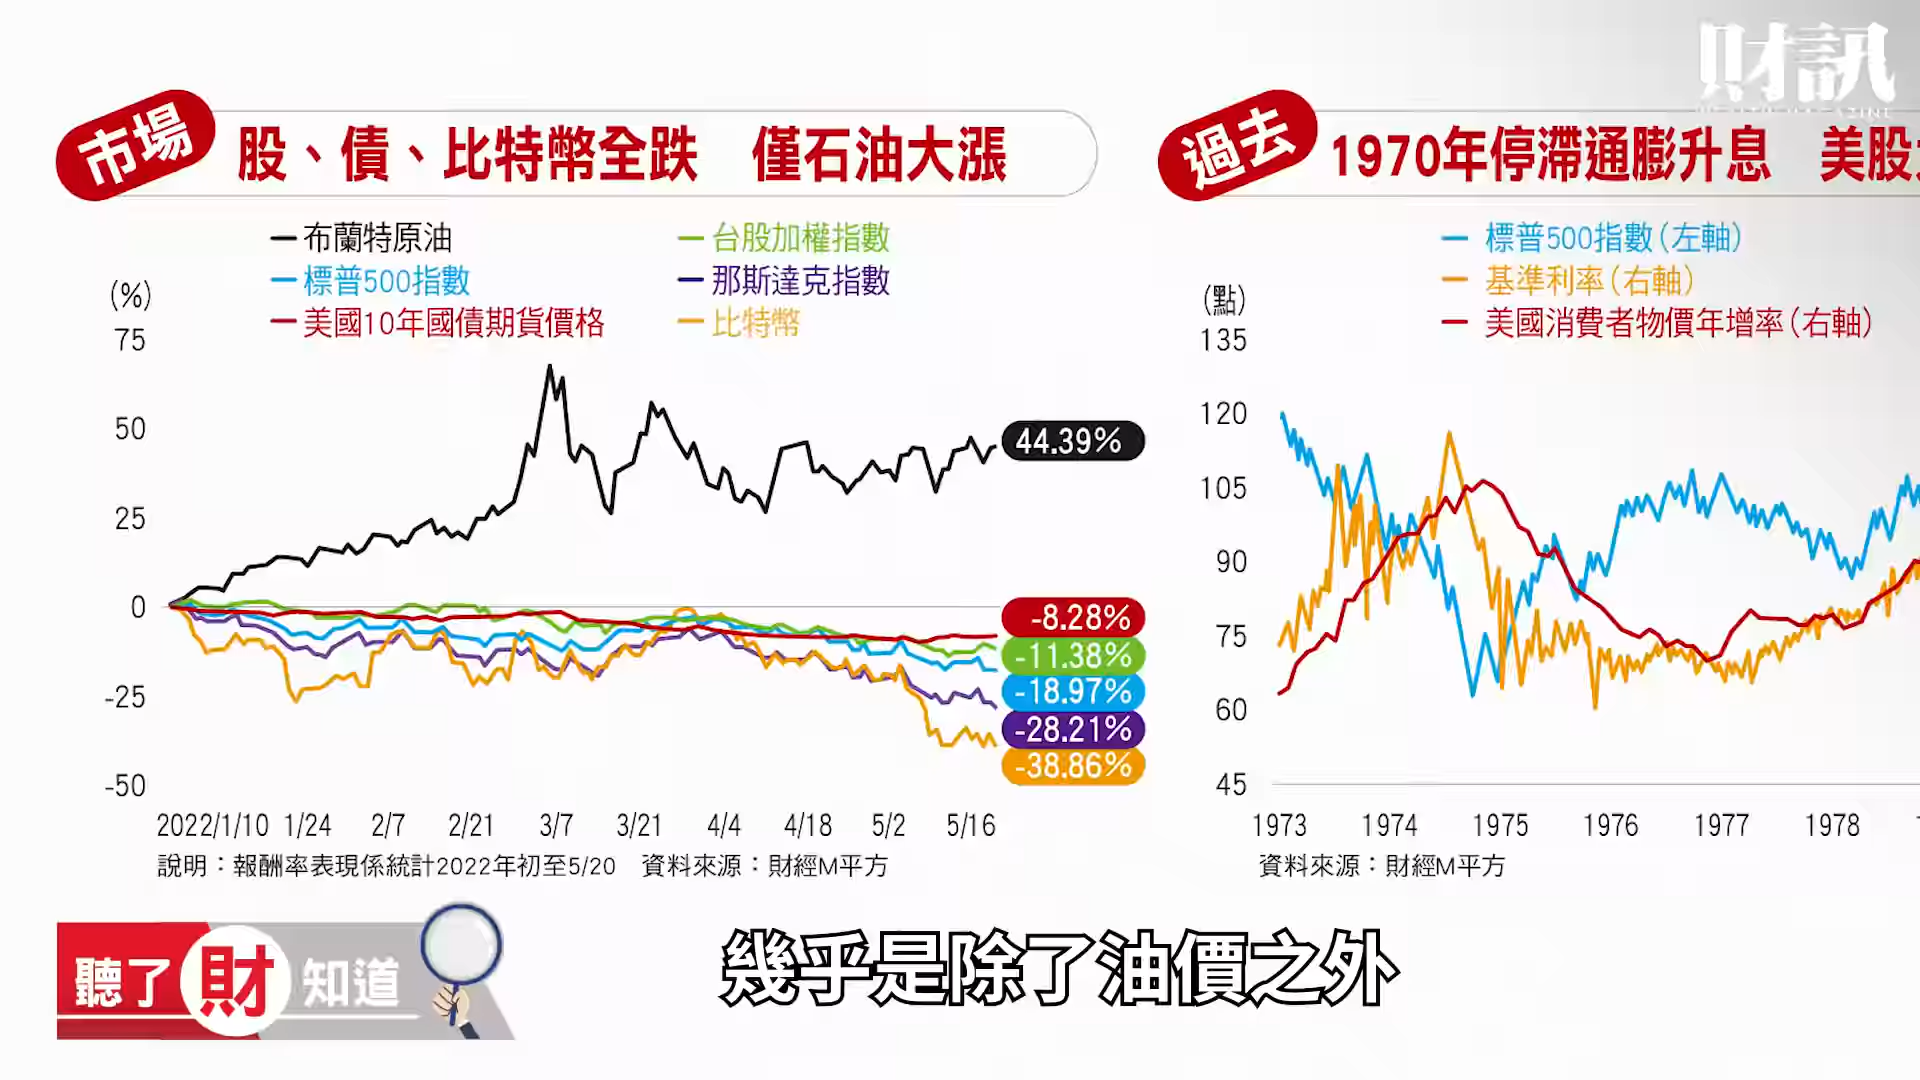 財訊
WEALTH MAGAZINE
市場
股、債、比特幣全跌 僅石油大漲
布蘭特原油
台股加權指數
標普500指數
那斯達克指數
美國10年國債期貨價格
比特幣
(%)
75
50
25
0
-25
-50
44.39%
-8.28%
-11.38%
-18.97%
-28.21%
-38.86%
2022/1/10 1/24 2/7 2/21 3/7 3/21 4/4 4/18 5/2 5/16
說明：報酬率表現係統計2022年初至5/20 資料來源：財經M平方
過去
1970年停滯通膨升息 美股
標普500指數（左軸）
基準利率（右軸）
美國消費者物價年增率（右軸）
(點)
135
120
105
90
75
60
45
1973 1974 1975 1976 1977 1978
資料來源：財經M平方
聽了財知道
幾乎是除了油價之外